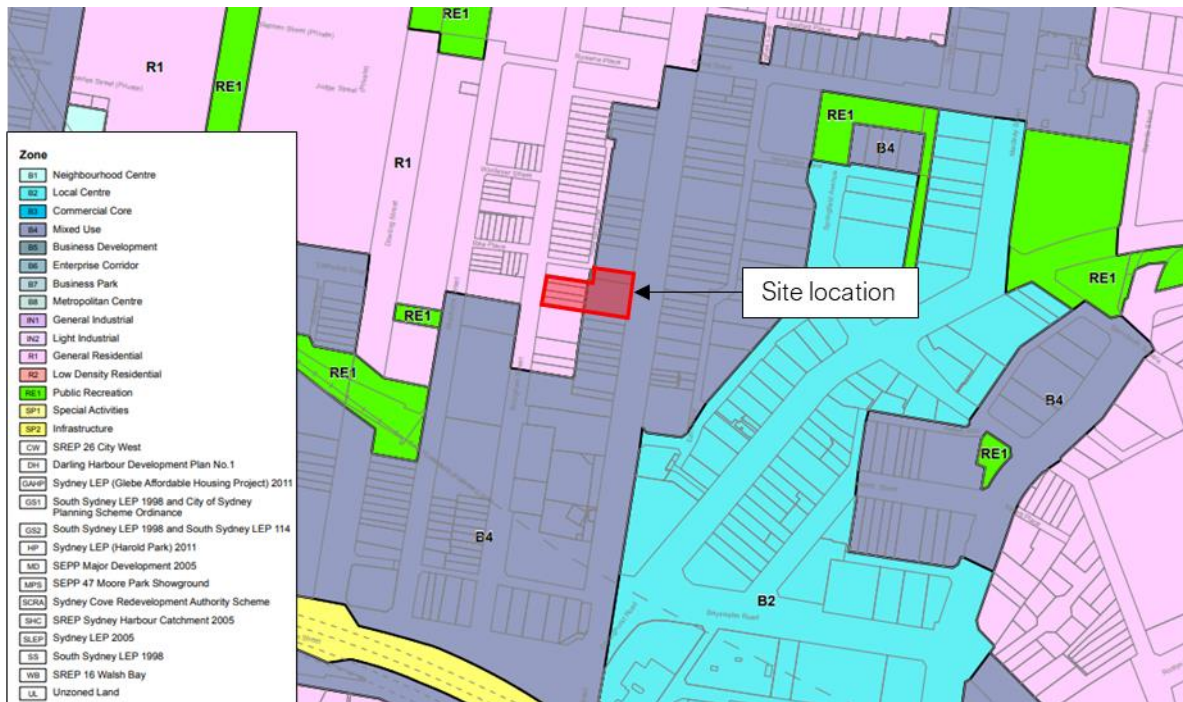 RE1
R1
RE1
R1
RE1
RE1
RE1
B4
RE1
B4
RE1
B4
B2
Site location
Zone
B1 Neighbourhood Centre
B2 Local Centre
B3 Commercial Core
B4 Mixed Use
B5 Business Development
B6 Enterprise Corridor
B7 Business Park
B8 Metropolitan Centre
IN1 General Industrial
IN2 Light Industrial
R1 General Residential
R2 Low Density Residential
RE1 Public Recreation
SP1 Special Activities
SP2 Infrastructure
CW SREP 26 City West
DH Darling Harbour Development Plan No.1
GAHP Sydney LEP (Glebe Affordable Housing Project) 2011
GS1 South Sydney LEP 1998 and City of Sydney
Planning Scheme Ordinance
GS2 South Sydney LEP 1998 and South Sydney LEP 114
HP Sydney LEP (Harold Park) 2011
MD SEPP Major Development 2005
MPS SEPP 47 Moore Park Showground
SCRA Sydney Cove Redevelopment Authority Scheme
SHC SREP Sydney Harbour Catchment 2005
SLEP Sydney LEP 2005
SS South Sydney LEP 1998
WB SREP 16 Walsh Bay
UL Unzoned Land